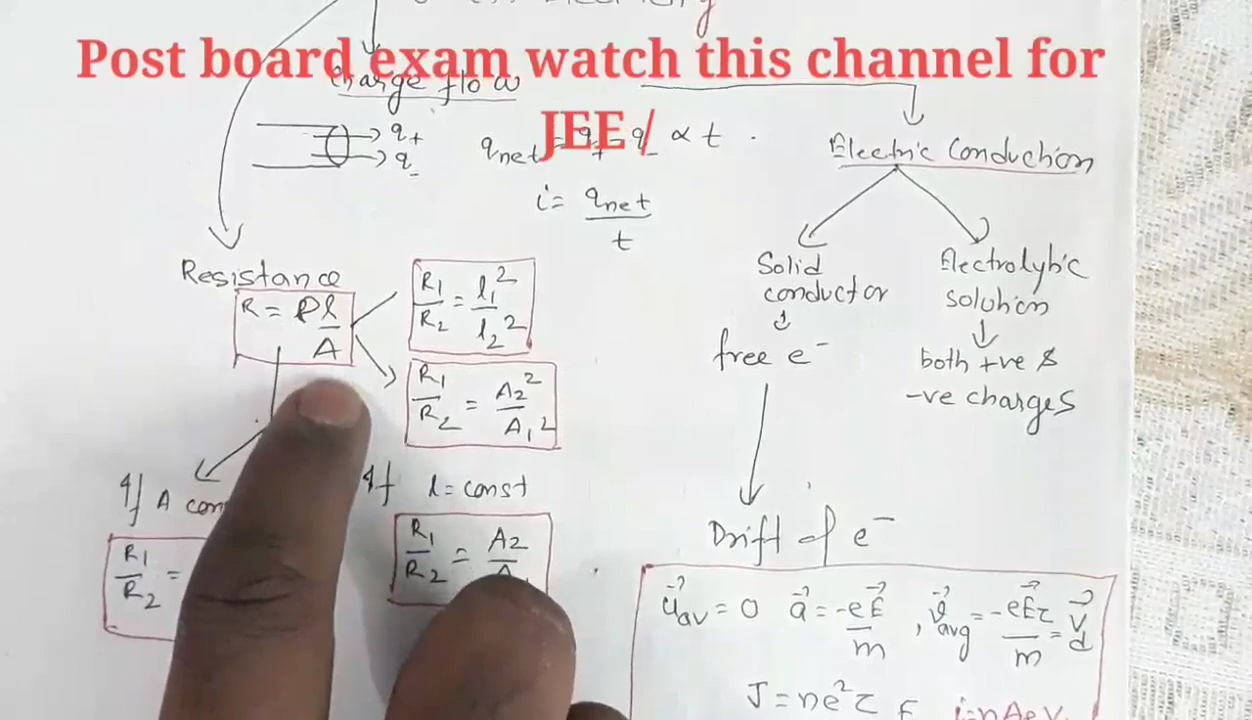 Post board exam watch this channel for
JEE /
Charge flow
q+
q-
qnet = q+ - q- ∝ t
i = qnet / t
Electric Conduction
Solid conductor
free e⁻
Electrolytic solution
both +ve &
-ve charges
Resistance
R = ρl / A
R1 / R2 = l1² / l2²
R1 / R2 = A2² / A1²
If A con
R1 / R2 =
If l = const
R1 / R2 = A2 /
Drift of e⁻
u⃗av = 0 a⃗ = -eE⃗ / m , v⃗avg = -eE⃗τ / m = v⃗d
J = ne²τ E i = nAeV